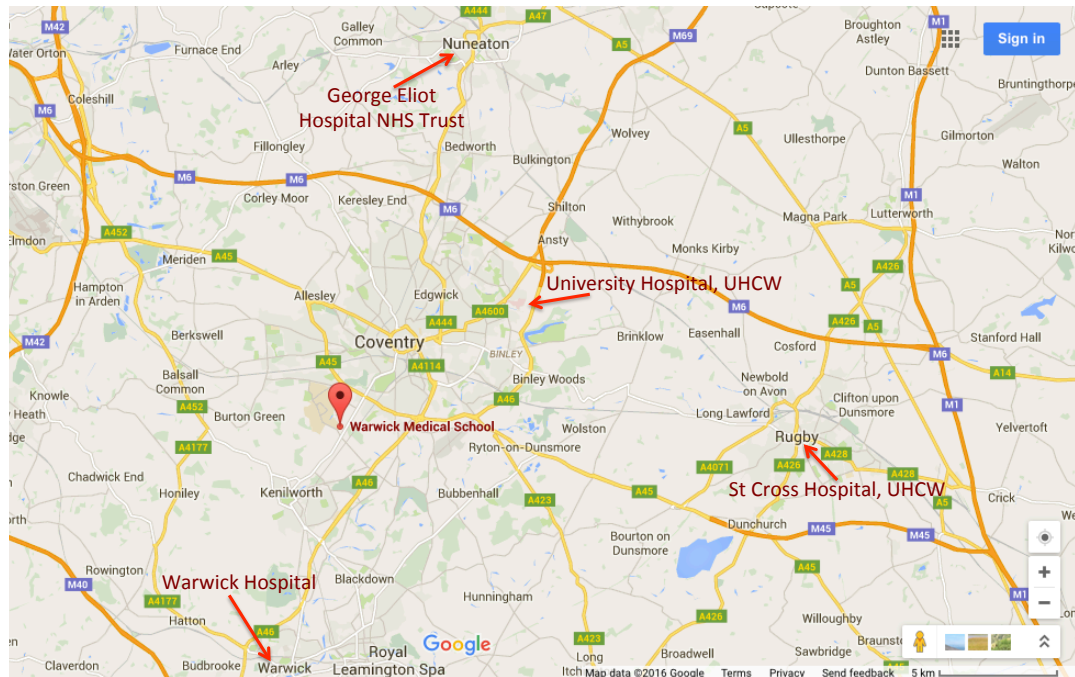 M42
A444
A47
Galley
Common
Nuneaton
A5
M69
Broughton
Astley
M1
Sign in
Water Orton
Furnace End
Arley
Dunton Bassett
Bruntingthorpe
George Eliot
Hospital NHS Trust
Coleshill
M6
Wolvey
A5
Ullesthorpe
Gilmorton
Fillongley
Bedworth
Bulkington
Walton
M6
M6
Corley Moor
Keresley End
M6
Shilton
Withybrook
Magna Park
Lutterworth
M1
A452
Ansty
Monks Kirby
Meriden
A45
A426
Hampton
in Arden
Allesley
Edgwick
University Hospital, UHCW
A5
A4600
M6
A426
A5
M42
Berkswell
Coventry
A444
BINLEY
Brinklow
Easenhall
Cosford
Stanford Hall
M6
A45
A4114
A14
Balsall
Common
Binley Woods
Newbold
on Avon
Knowle
A452
Burton Green
A46
Long Lawford
Clifton upon
Dunsmore
M1
Warwick Medical School
Wolston
Rugby
Yelvertoft
A4177
Ryton-on-Dunsmore
A428
A4071
A426
A428
Chadwick End
A46
Honiley
Kenilworth
Bubbenhall
A423
A45
St Cross Hospital, UHCW
Crick
A5
Dunchurch
M45
M45
Bourton on
Dunsmore
Rowington
M40
Warwick Hospital
Blackdown
Hunningham
M1
A4177
Hatton
A46
A426
Willoughby
Google
A423
Claverdon
Budbrooke
Warwick
Royal
Leamington Spa
Long
Broadwell
Sawbridge
Map data ©2016 Google
Terms
Privacy
Send feedback
5 km